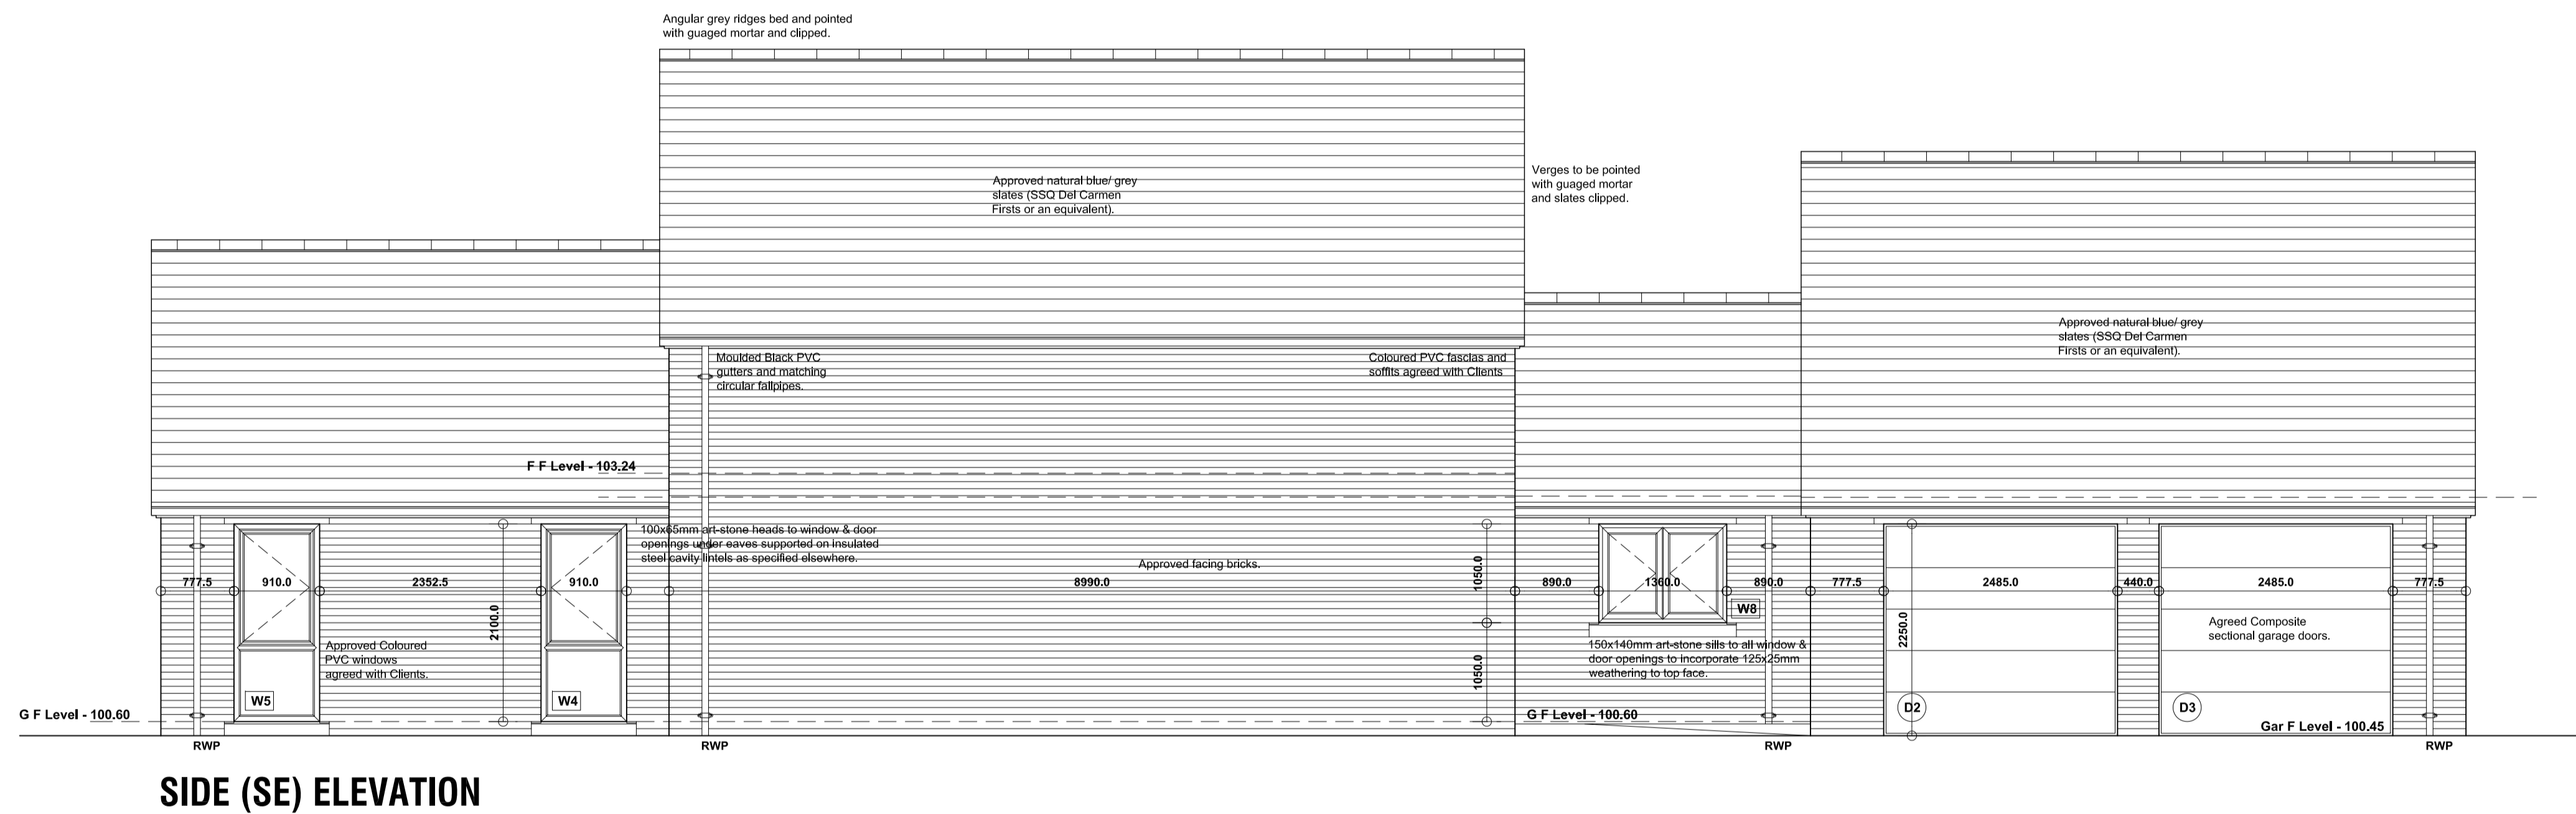 Angular grey ridges bed and pointed
with guaged mortar and clipped.
Verges to be pointed
with guaged mortar
and slates clipped.
Approved natural blue/ grey
slates (SSQ Del Carmen
Firsts or an equivalent).
Approved natural blue/ grey
slates (SSQ Del Carmen
Firsts or an equivalent).
Moulded Black PVC
gutters and matching
circular fallpipes.
Coloured PVC fascias and
soffits agreed with Clients
F F Level - 103.24
100x65mm art-stone heads to window & door
openings under eaves supported on insulated
steel cavity lintels as specified elsewhere.
Approved facing bricks.
777.5
910.0
2352.5
910.0
8990.0
890.0
1360.0
890.0
777.5
2485.0
440.0
2485.0
777.5
2100.0
1050.0
1050.0
2250.0
Approved Coloured
PVC windows
agreed with Clients.
W5
W4
W8
150x140mm art-stone sills to all window &
door openings to incorporate 125x25mm
weathering to top face.
Agreed Composite
sectional garage doors.
D2
D3
G F Level - 100.60
G F Level - 100.60
Gar F Level - 100.45
RWP
RWP
RWP
RWP
SIDE (SE) ELEVATION